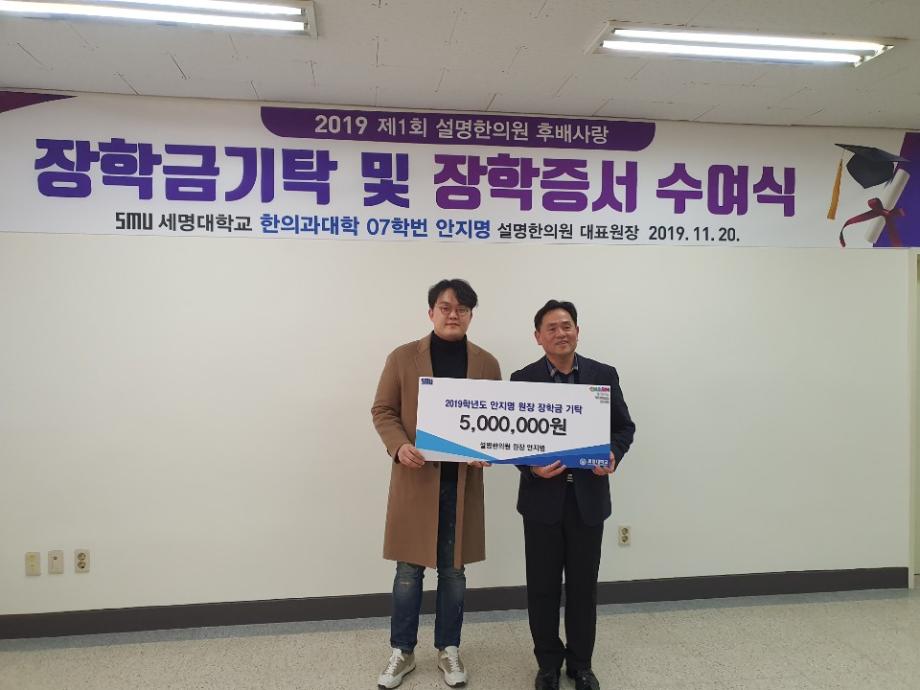 2019 제1회 설명한의원 후배사랑
장학금기탁 및 장학증서 수여식
SMU 세명대학교 한의과대학 07학번 안지명 설명한의원 대표원장 2019. 11. 20.
SMU
2019학년도 안지명 원장 장학금 기탁
5,000,000원
설명한의원 원장 안지명